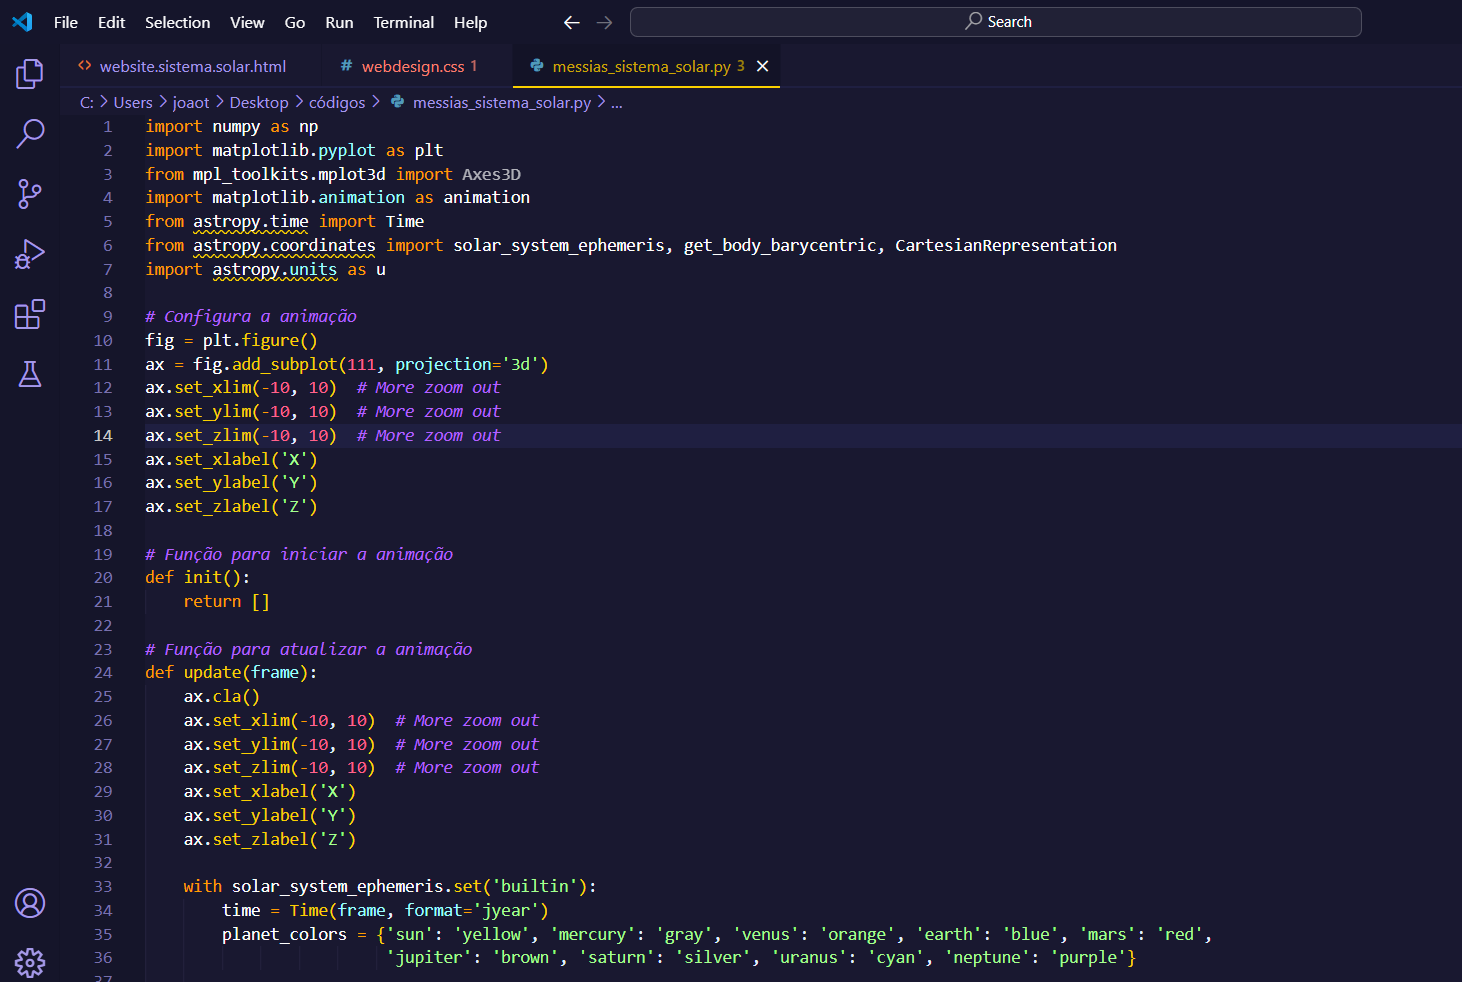 File Edit Selection View Go Run Terminal Help Search
website.sistema.solar.html webdesign.css 1 messias_sistema_solar.py 3
C: > Users > joaot > Desktop > códigos > messias_sistema_solar.py > ...
1 import numpy as np
2 import matplotlib.pyplot as plt
3 from mpl_toolkits.mplot3d import Axes3D
4 import matplotlib.animation as animation
5 from astropy.time import Time
6 from astropy.coordinates import solar_system_ephemeris, get_body_barycentric, CartesianRepresentation
7 import astropy.units as u
8
9 # Configura a animação
10 fig = plt.figure()
11 ax = fig.add_subplot(111, projection='3d')
12 ax.set_xlim(-10, 10)  # More zoom out
13 ax.set_ylim(-10, 10)  # More zoom out
14 ax.set_zlim(-10, 10)  # More zoom out
15 ax.set_xlabel('X')
16 ax.set_ylabel('Y')
17 ax.set_zlabel('Z')
18
19 # Função para iniciar a animação
20 def init():
21     return []
22
23 # Função para atualizar a animação
24 def update(frame):
25     ax.cla()
26     ax.set_xlim(-10, 10)  # More zoom out
27     ax.set_ylim(-10, 10)  # More zoom out
28     ax.set_zlim(-10, 10)  # More zoom out
29     ax.set_xlabel('X')
30     ax.set_ylabel('Y')
31     ax.set_zlabel('Z')
32
33     with solar_system_ephemeris.set('builtin'):
34         time = Time(frame, format='jyear')
35         planet_colors = {'sun': 'yellow', 'mercury': 'gray', 'venus': 'orange', 'earth': 'blue', 'mars': 'red',
36                          'jupiter': 'brown', 'saturn': 'silver', 'uranus': 'cyan', 'neptune': 'purple'}
37